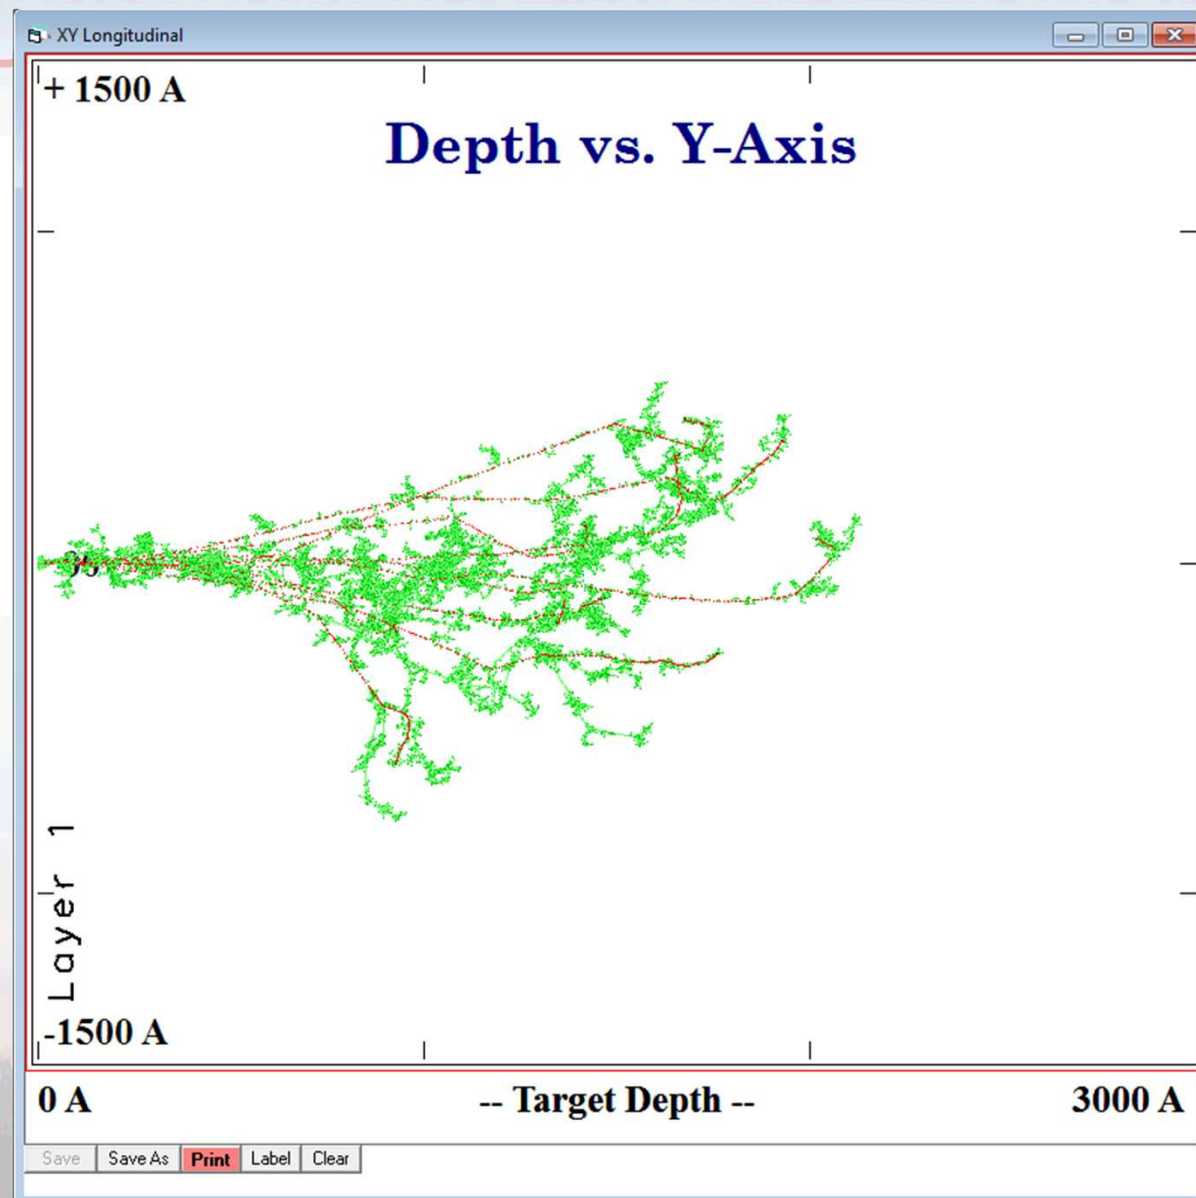 XY Longitudinal
+ 1500 A
Depth vs. Y-Axis
Layer 1
-1500 A
0 A
-- Target Depth --
3000 A
Save
Save As
Print
Label
Clear